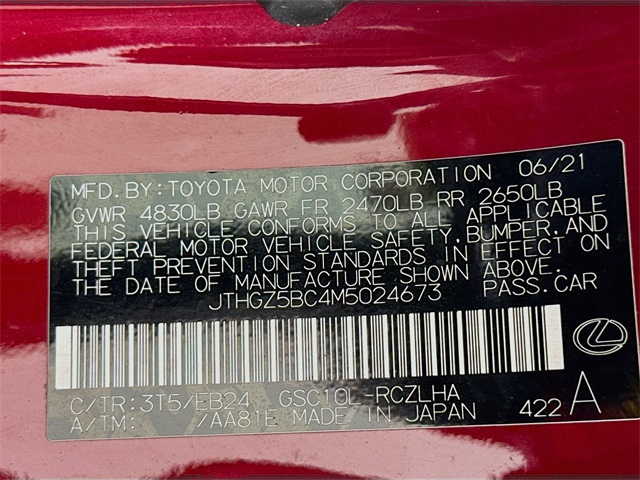 MFD.BY:TOYOTA MOTOR CORPORATION 06/21
GVWR 4830LB GAWR FR 2470LB RR 2650LB
THIS VEHICLE CONFORMS TO ALL APPLICABLE
FEDERAL MOTOR VEHICLE SAFETY,BUMPER,AND
THEFT PREVENTION STANDARDS IN EFFECT ON
THE DATE OF MANUFACTURE SHOWN ABOVE.
JTHGZ5BC4M5024673 PASS.CAR
C/TR:3T5/EB24 GSC10L-RCZLHA
A/TM: /AA81E MADE IN JAPAN 422 A